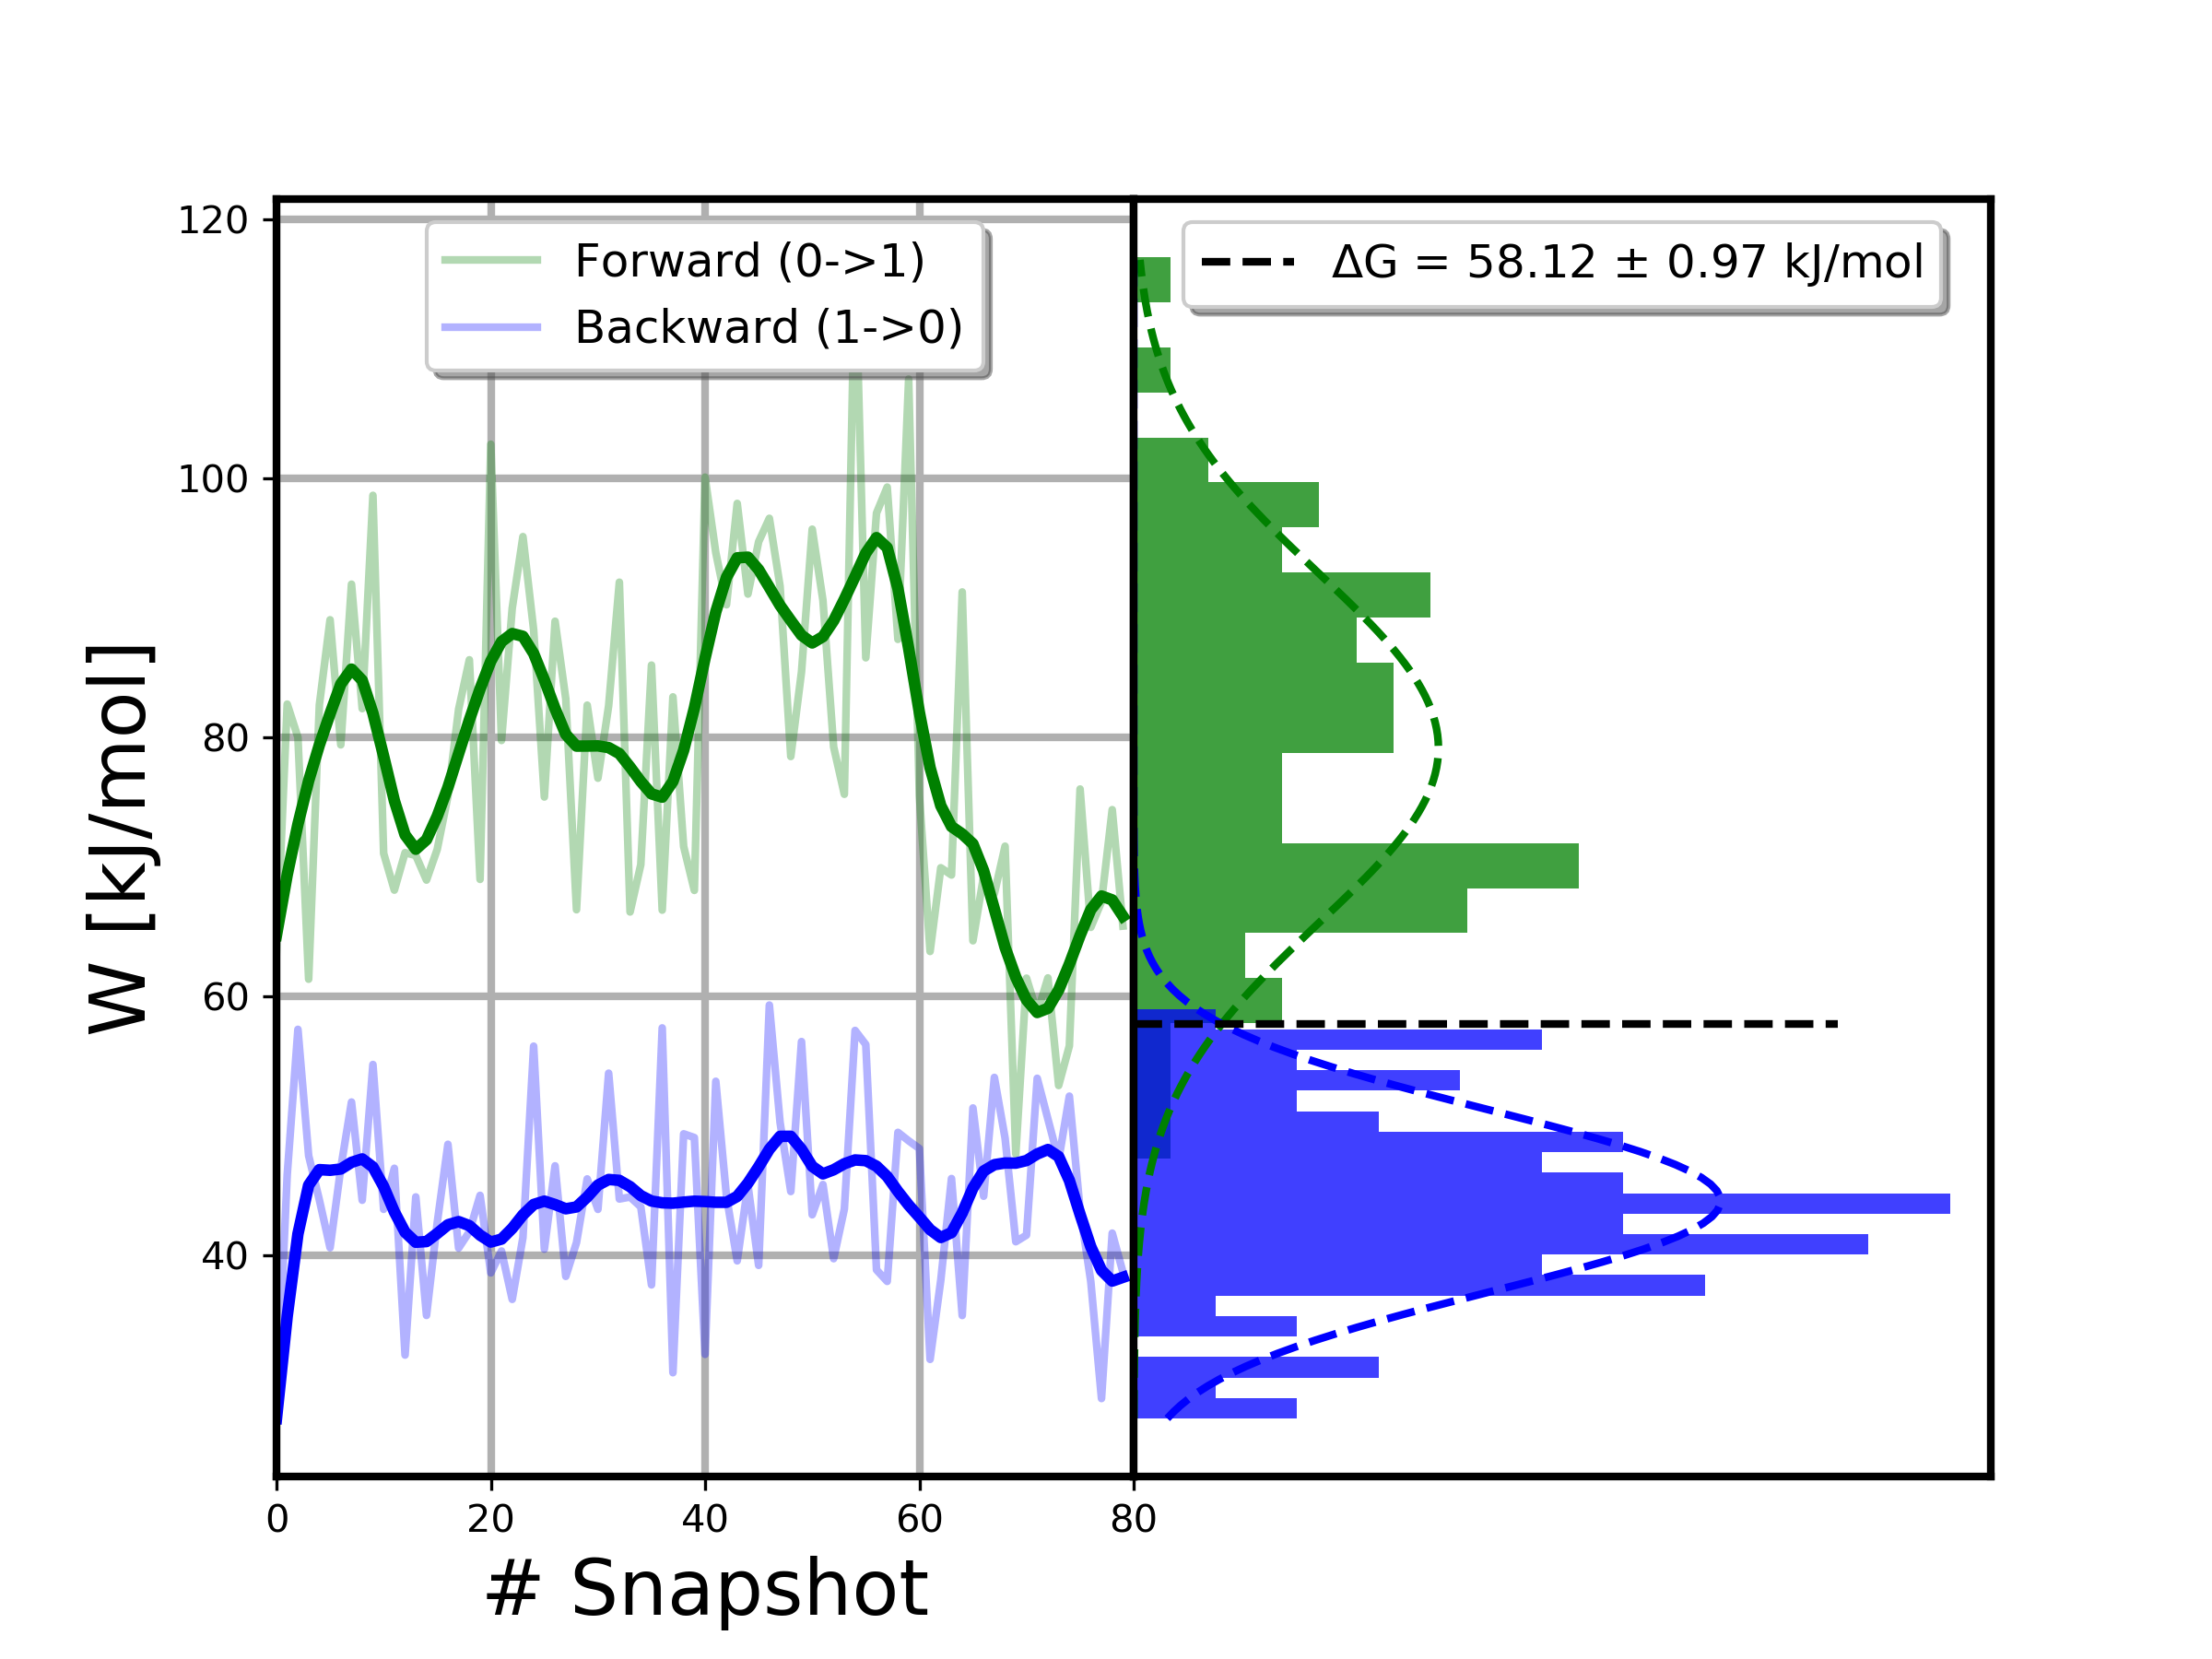 Forward (0->1)
Backward (1->0)
ΔG = 58.12 ± 0.97 kJ/mol
W [kJ/mol]
120
100
80
60
40
0 20 40 60 80
# Snapshot